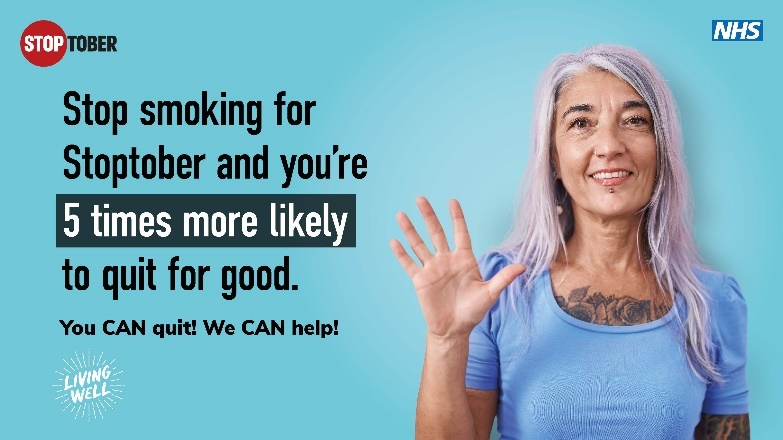 STOPTOBER
NHS
Stop smoking for
Stoptober and you're
5 times more likely
to quit for good.
You CAN quit! We CAN help!
LIVING
WELL